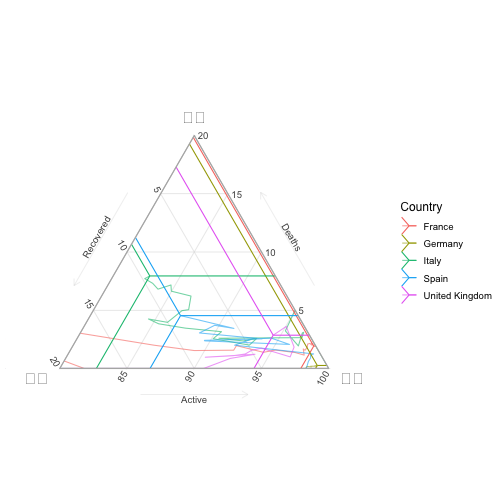 20
15
10
5
5
10
15
20
Recovered
Deaths
85
90
95
100
Active
Country
France
Germany
Italy
Spain
United Kingdom